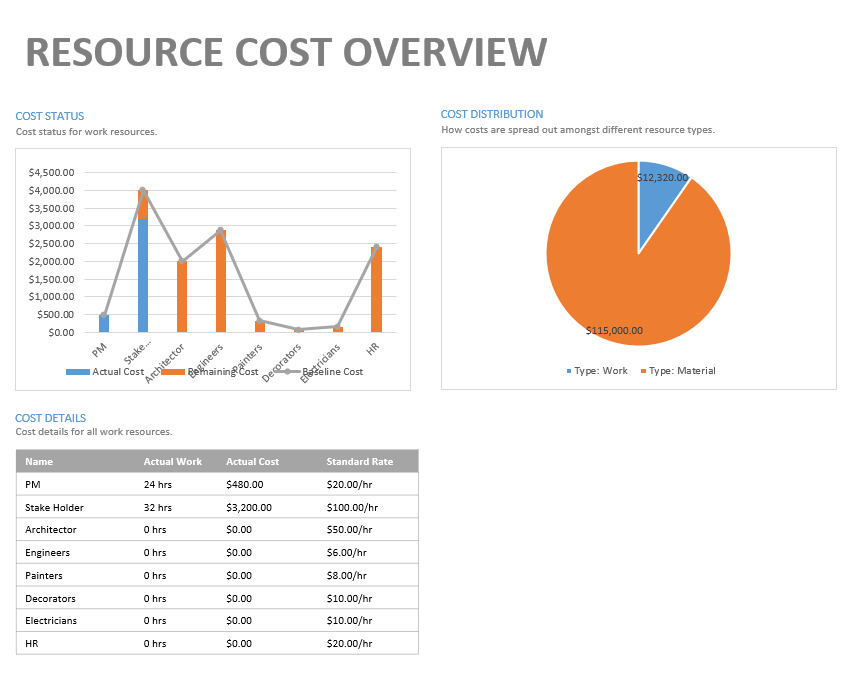 RESOURCE COST OVERVIEW
COST STATUS
Cost status for work resources.
$4,500.00
$4,000.00
$3,500.00
$3,000.00
$2,500.00
$2,000.00
$1,500.00
$1,000.00
$500.00
$0.00
PM
Stake...
Architector
Engineers
Painters
Decorators
Electricians
HR
Actual Cost Remaining Cost Baseline Cost
COST DISTRIBUTION
How costs are spread out amongst different resource types.
$12,320.00
$115,000.00
Type: Work Type: Material
COST DETAILS
Cost details for all work resources.
Name Actual Work Actual Cost Standard Rate
PM 24 hrs $480.00 $20.00/hr
Stake Holder 32 hrs $3,200.00 $100.00/hr
Architector 0 hrs $0.00 $50.00/hr
Engineers 0 hrs $0.00 $6.00/hr
Painters 0 hrs $0.00 $8.00/hr
Decorators 0 hrs $0.00 $10.00/hr
Electricians 0 hrs $0.00 $10.00/hr
HR 0 hrs $0.00 $20.00/hr